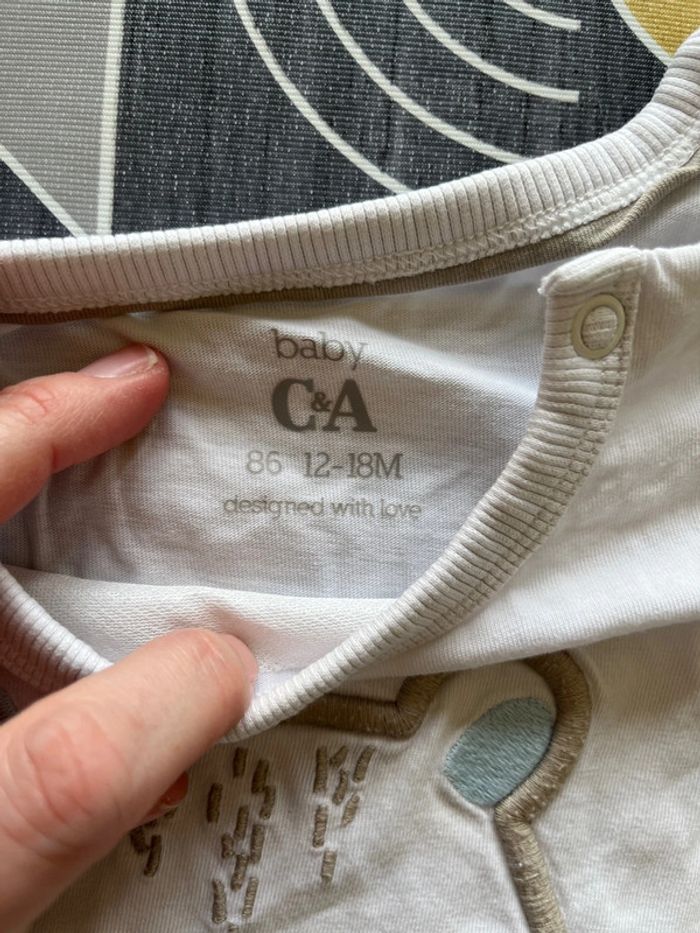 baby
C&A
86 12-18M
designed with love